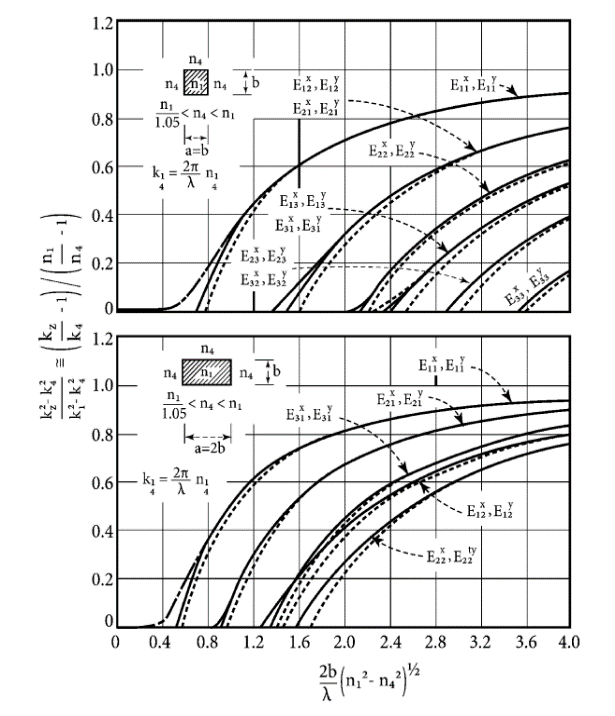 1.2
1.0
0.8
0.6
0.4
0.2
0
n₄
n₄ n₁ n₄ b
n₁/1.05 < n₄ < n₁
a=b
k₁/₄ = 2π/λ n₁/₄
E₁₂ˣ, E₁₂ʸ
E₂₁ˣ, E₂₁ʸ
E₁₁ˣ, E₁₁ʸ
E₂₂ˣ, E₂₂ʸ
E₁₃ˣ, E₁₃ʸ
E₃₁ˣ, E₃₁ʸ
E₂₃ˣ, E₂₃ʸ
E₃₂ˣ, E₃₂ʸ
E₃₃ˣ, E₃₃ʸ
(k_z² - k₄²)/(k₁² - k₄²) ≅ (k_z/k₄ - 1)/(n₁/n₄ - 1)
1.2
1.0
0.8
0.6
0.4
0.2
0
n₄
n₄ n₁ n₄ b
n₁/1.05 < n₄ < n₁
a=2b
k₁/₄ = 2π/λ n₁/₄
E₁₁ˣ, E₁₁ʸ
E₂₁ˣ, E₂₁ʸ
E₃₁ˣ, E₃₁ʸ
E₁₂ˣ, E₁₂ʸ
E₂₂ˣ, E₂₂ᵗʸ
0 0.4 0.8 1.2 1.6 2.0 2.4 2.8 3.2 3.6 4.0
2b/λ (n₁² - n₄²)^½